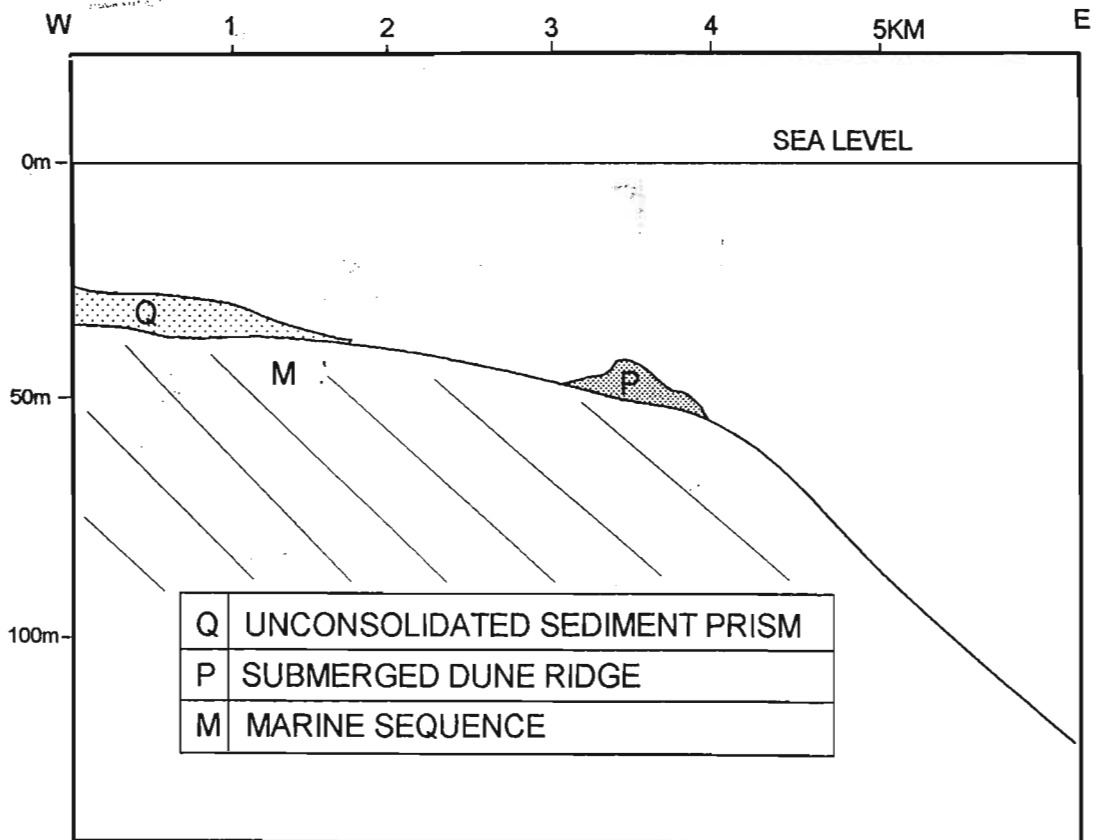 W 1 2 3 4 5KM E
SEA LEVEL
0m
Q
M
P
50m
100m
Q UNCONSOLIDATED SEDIMENT PRISM
P SUBMERGED DUNE RIDGE
M MARINE SEQUENCE